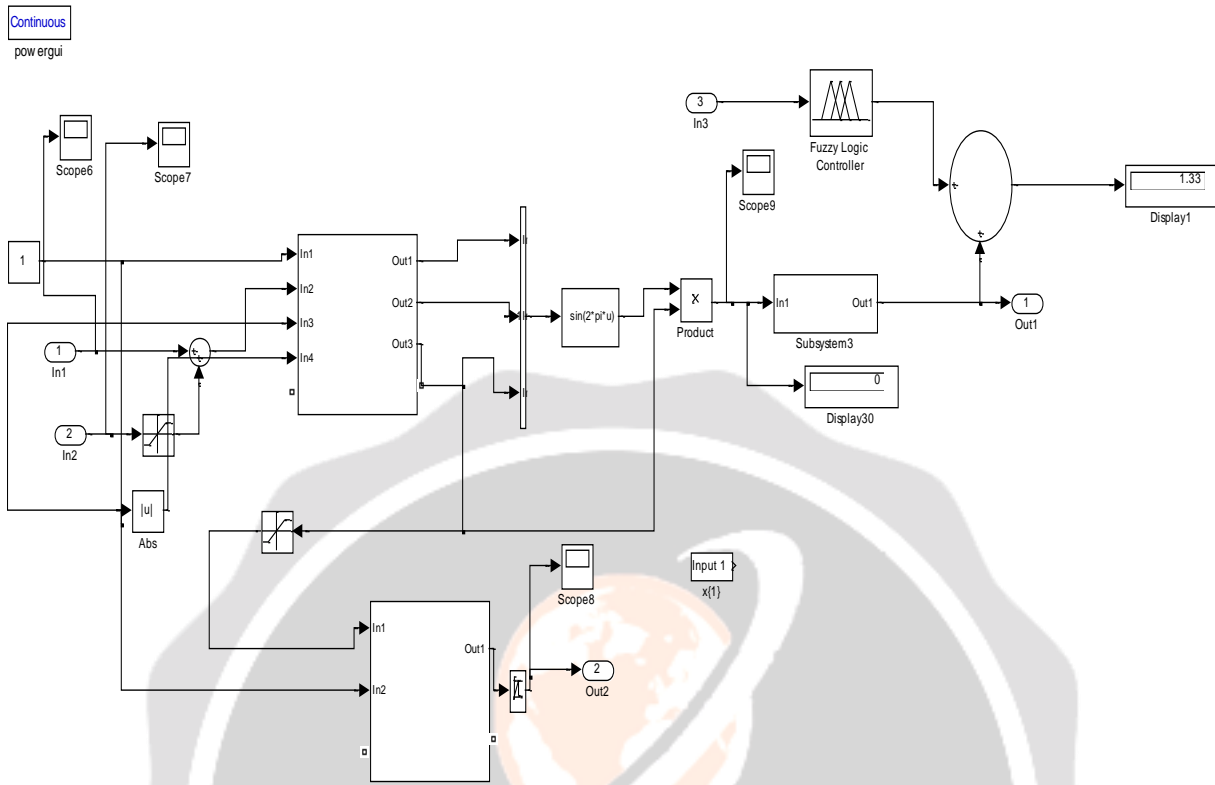 Continuous
powergui
Scope6
Scope7
1
1
In1
2
In2
|u|
Abs
In1
In2
In3
In4
Out1
Out2
Out3
sin(2*pi*u)
x
Product
Scope9
3
In3
Fuzzy Logic
Controller
1.33
Display1
In1
Out1
Subsystem3
1
Out1
0
Display30
Input 1
x{1}
In1
In2
Out1
Scope8
2
Out2